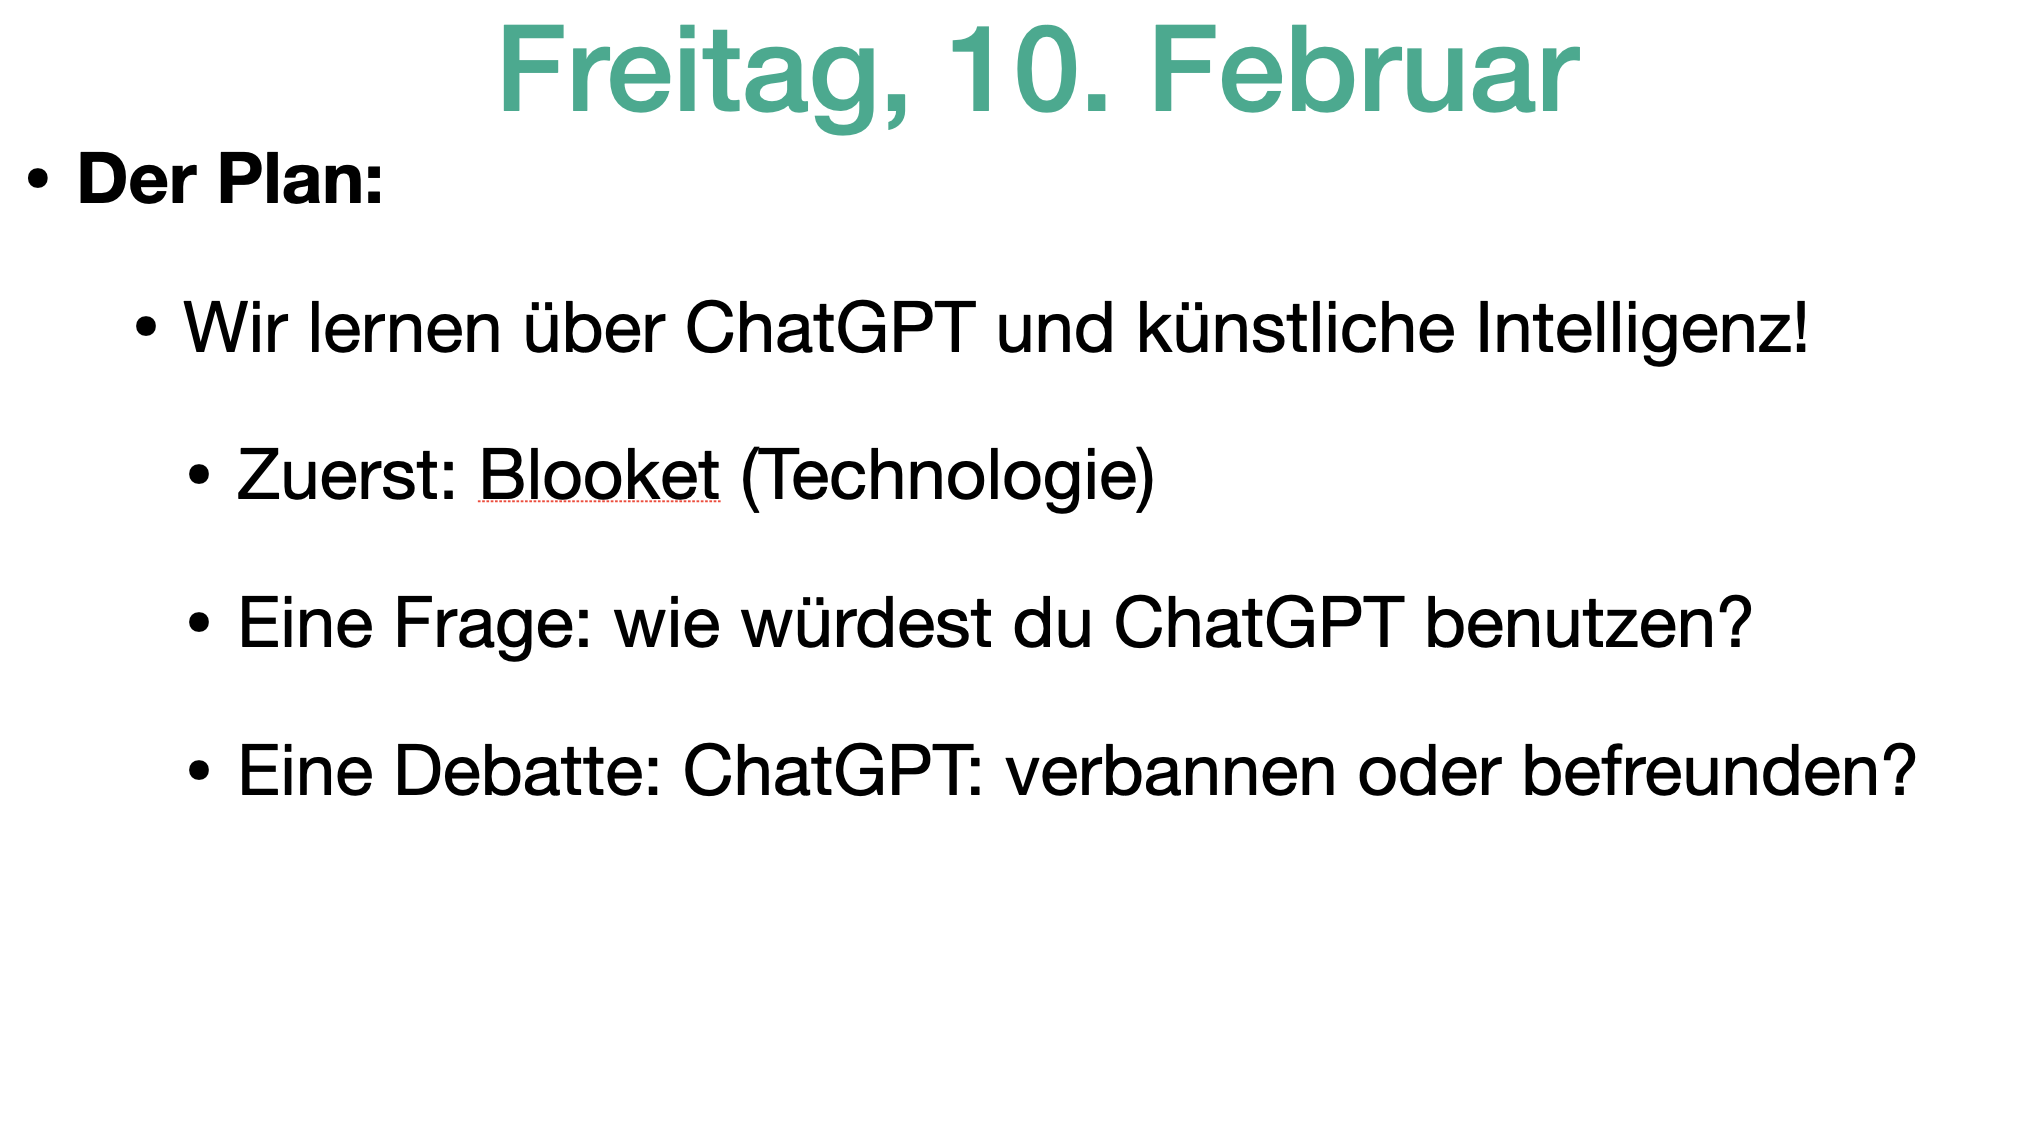 Freitag, 10. Februar
• Der Plan:
• Wir lernen über ChatGPT und künstliche Intelligenz!
• Zuerst: Blooket (Technologie)
• Eine Frage: wie würdest du ChatGPT benutzen?
• Eine Debatte: ChatGPT: verbannen oder befreunden?